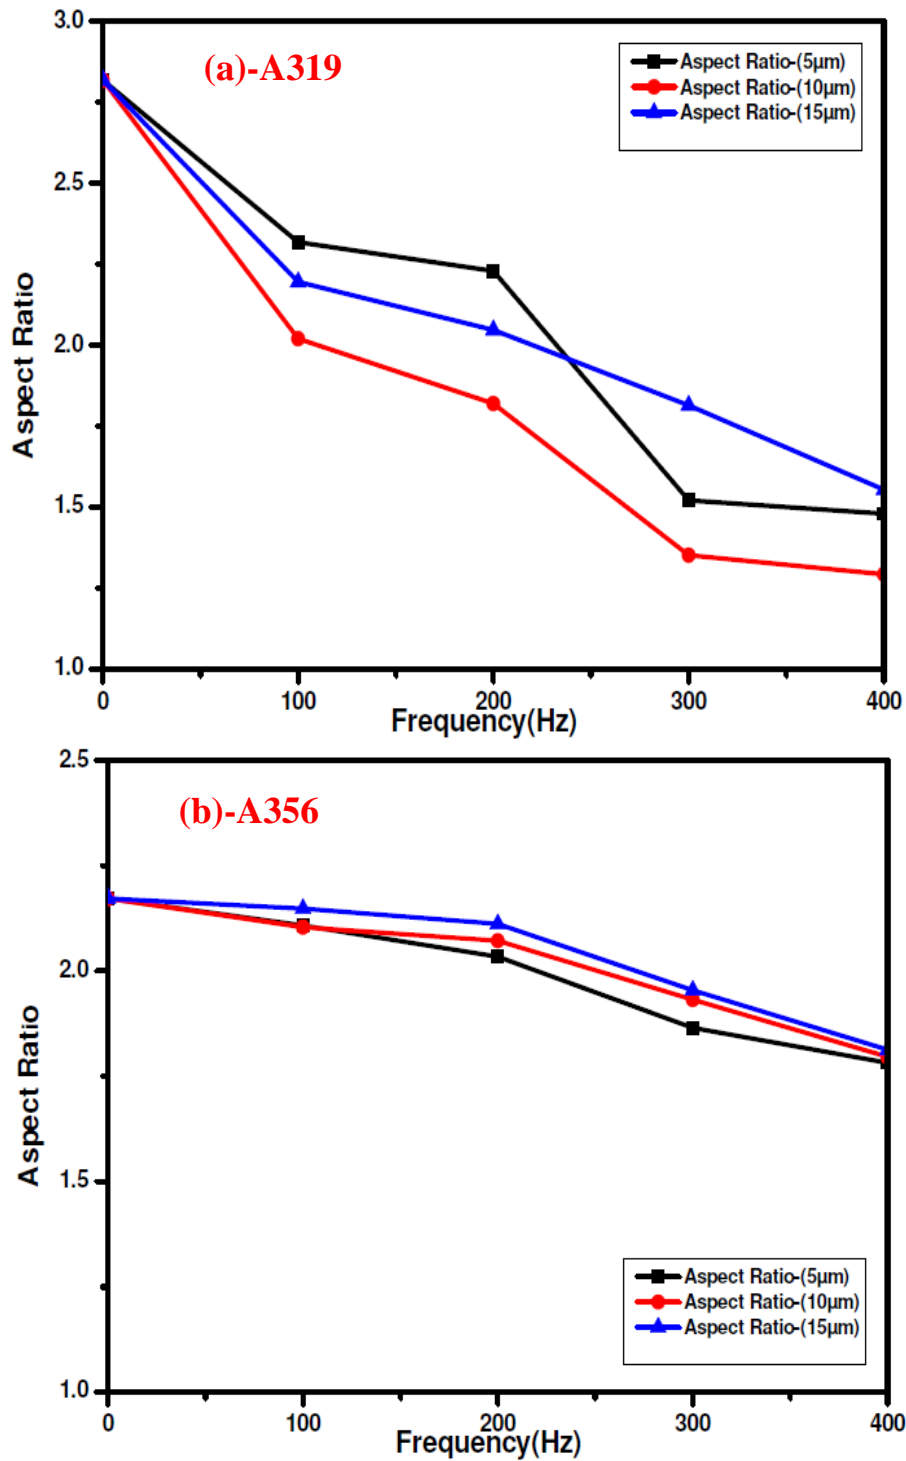 3.0
(a)-A319
Aspect Ratio-(5μm)
Aspect Ratio-(10μm)
Aspect Ratio-(15μm)
2.5
2.0
1.5
1.0
Aspect Ratio
0 100 200 300 400
Frequency(Hz)
2.5
(b)-A356
2.0
1.5
1.0
Aspect Ratio
Aspect Ratio-(5μm)
Aspect Ratio-(10μm)
Aspect Ratio-(15μm)
0 100 200 300 400
Frequency(Hz)